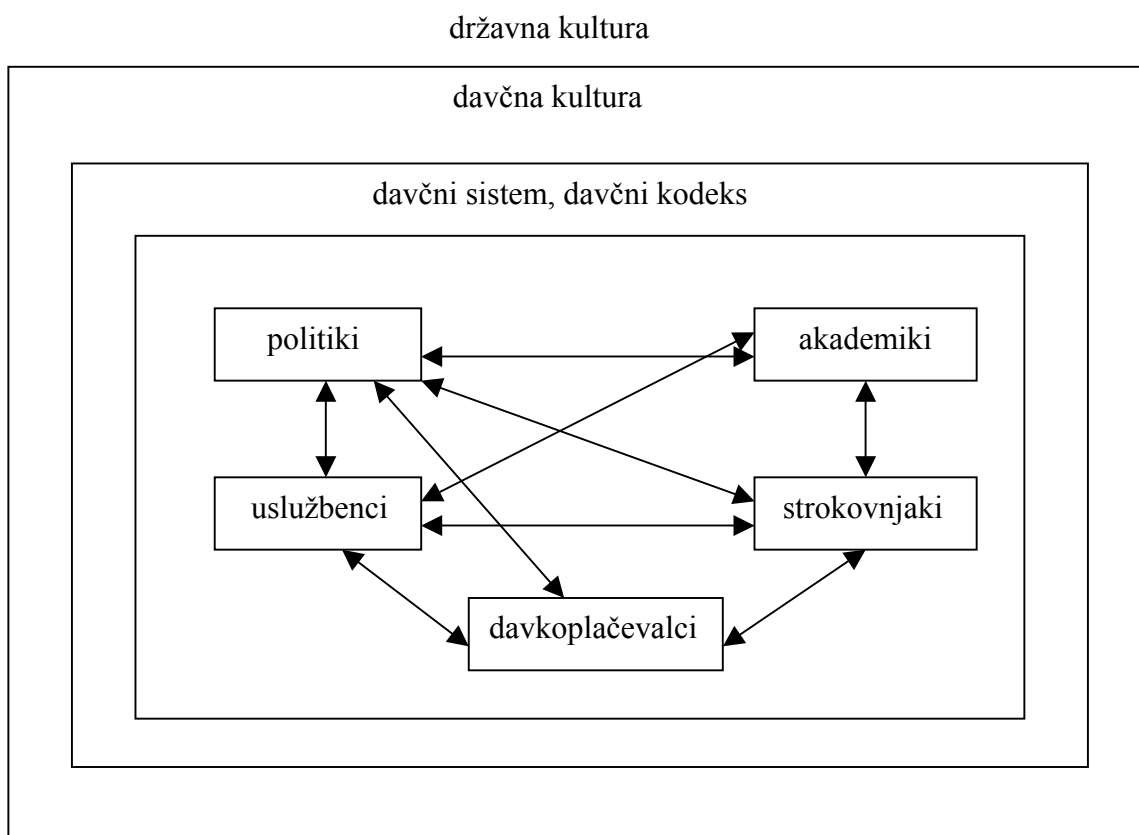 državna kultura
davčna kultura
davčni sistem, davčni kodeks
politiki
akademiki
uslužbenci
strokovnjaki
davkoplačevalci